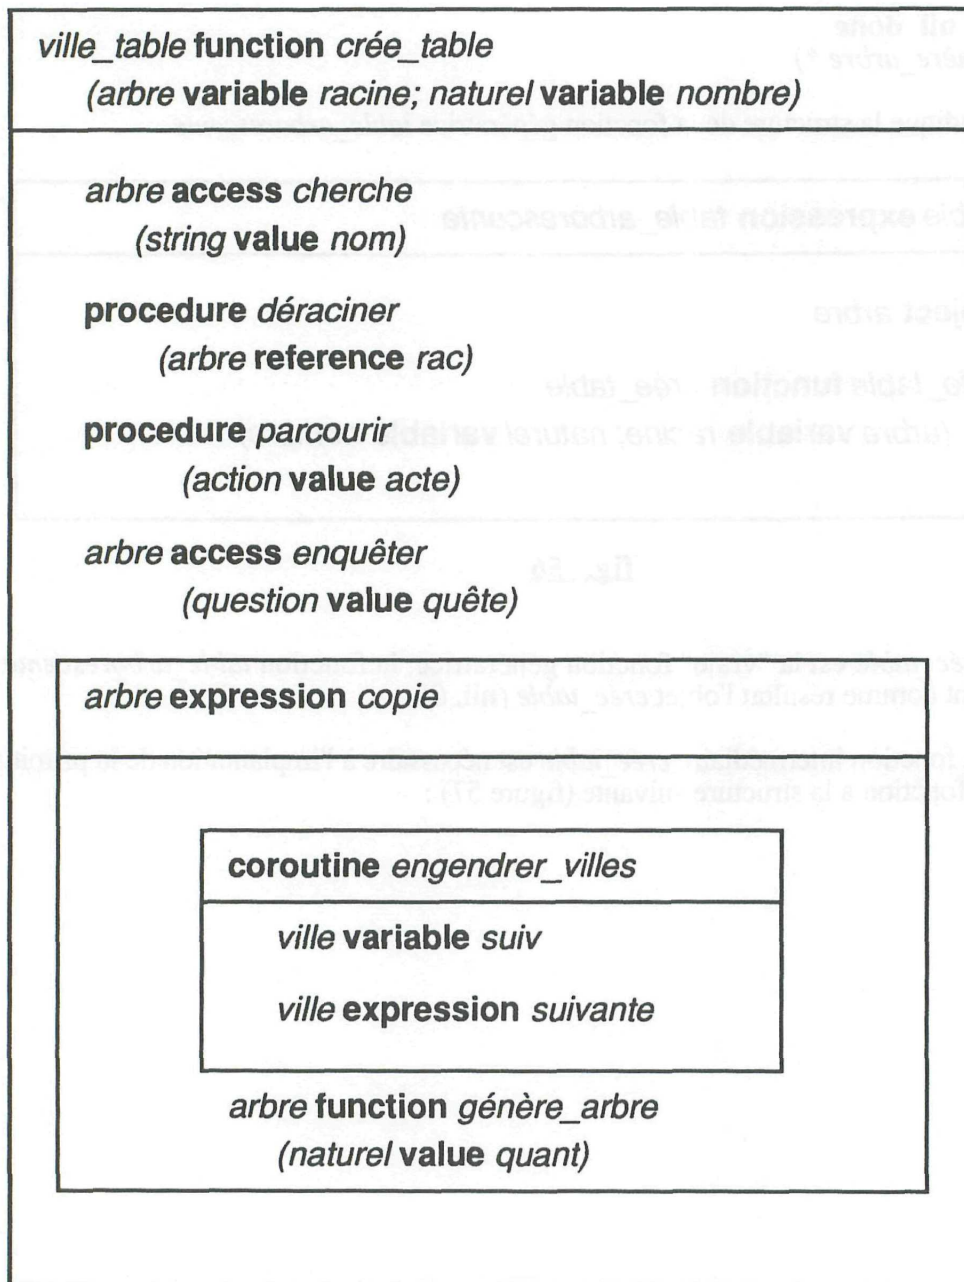 ville_table function crée_table
(arbre variable racine; naturel variable nombre)
arbre access cherche
(string value nom)
procedure déraciner
(arbre reference rac)
procedure parcourir
(action value acte)
arbre access enquêter
(question value quête)
arbre expression copie
coroutine engendrer_villes
ville variable suiv
ville expression suivante
arbre function génère_arbre
(naturel value quant)